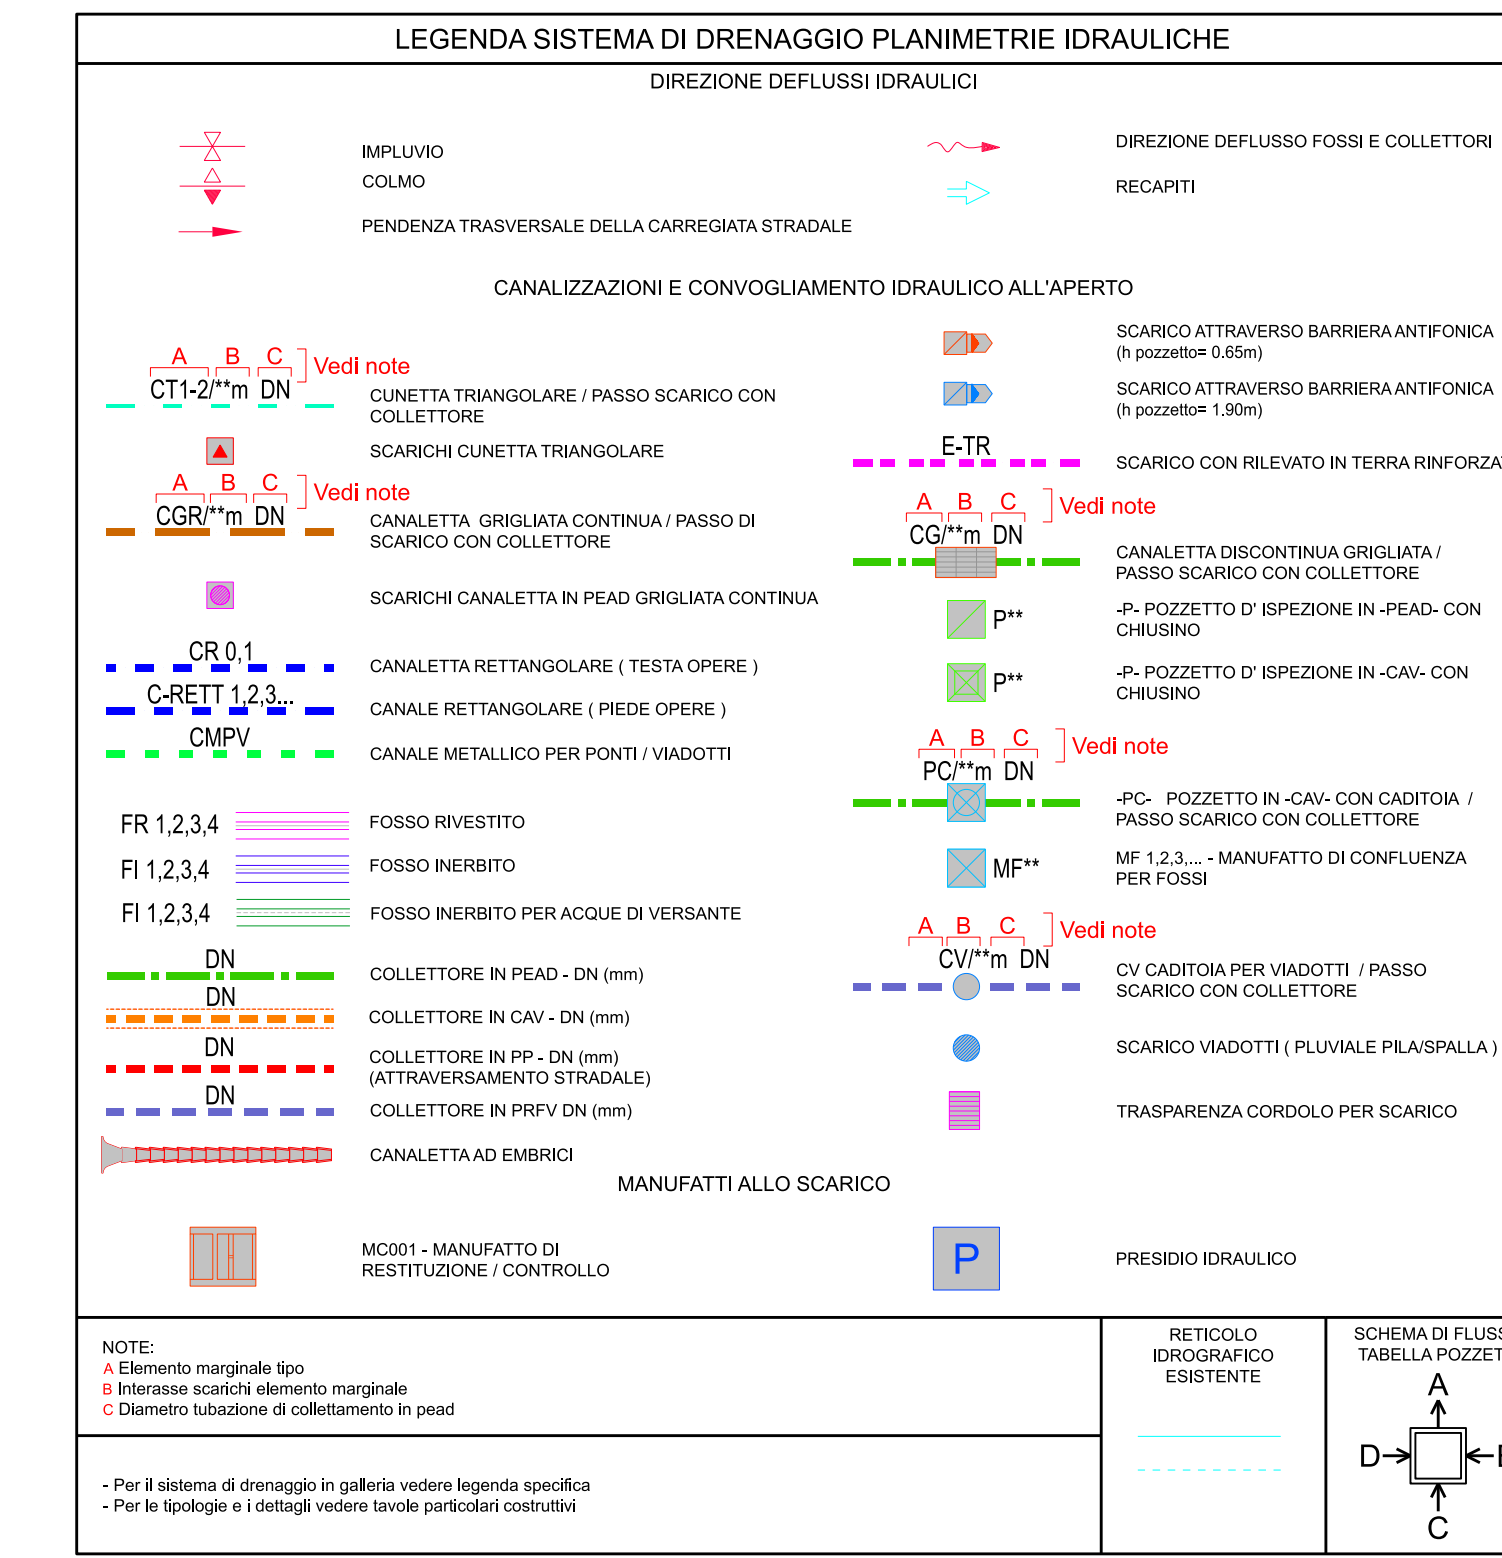 LEGENDA SISTEMA DI DRENAGGIO PLANIMETRIE IDRAULICHE
DIREZIONE DEFLUSSI IDRAULICI
IMPLUVIO
COLMO
PENDENZA TRASVERSALE DELLA CARREGIATA STRADALE
DIREZIONE DEFLUSSO FOSSI E COLLETTORI
RECAPITI
CANALIZZAZIONI E CONVOGLIAMENTO IDRAULICO ALL'APERTO
A B C
Vedi note
CT1-2/**m DN
CUNETTA TRIANGOLARE / PASSO SCARICO CON
COLLETTORE
SCARICHI CUNETTA TRIANGOLARE
A B C
Vedi note
CGR/**m DN
CANALETTA GRIGLIATA CONTINUA / PASSO DI
SCARICO CON COLLETTORE
SCARICHI CANALETTA IN PEAD GRIGLIATA CONTINUA
CR 0,1
CANALETTA RETTANGOLARE ( TESTA OPERE )
C-RETT 1,2,3...
CANALE RETTANGOLARE ( PIEDE OPERE )
CMPV
CANALE METALLICO PER PONTI / VIADOTTI
FR 1,2,3,4
FOSSO RIVESTITO
FI 1,2,3,4
FOSSO INERBITO
FI 1,2,3,4
FOSSO INERBITO PER ACQUE DI VERSANTE
DN
COLLETTORE IN PEAD - DN (mm)
DN
COLLETTORE IN CAV - DN (mm)
DN
COLLETTORE IN PP - DN (mm)
(ATTRAVERSAMENTO STRADALE)
DN
COLLETTORE IN PRFV DN (mm)
CANALETTA AD EMBRICI
SCARICO ATTRAVERSO BARRIERA ANTIFONICA
(h pozzetto= 0.65m)
SCARICO ATTRAVERSO BARRIERA ANTIFONICA
(h pozzetto= 1.90m)
E-TR
SCARICO CON RILEVATO IN TERRA
A B C
Vedi note
CG/**m DN
CANALETTA DISCONTINUA GRIGLIATA /
PASSO SCARICO CON COLLETTORE
P**
-P- POZZETTO D' ISPEZIONE IN -PEAD- CON
CHIUSINO
P**
-P- POZZETTO D' ISPEZIONE IN -CAV- CON
CHIUSINO
A B C
Vedi note
PC/**m DN
-PC- POZZETTO IN -CAV- CON CADITOIA /
PASSO SCARICO CON COLLETTORE
MF**
MF 1,2,3,... - MANUFATTO DI CONFLUENZA
PER FOSSI
A B C
Vedi note
CV/**m DN
CV CADITOIA PER VIADOTTI / PASSO
SCARICO CON COLLETTORE
SCARICO VIADOTTI ( PLUVIALE PILA/SPALLA )
TRASPARENZA CORDOLO PER SCARICO
MANUFATTI ALLO SCARICO
MC001 - MANUFATTO DI
RESTITUZIONE / CONTROLLO
P
PRESIDIO IDRAULICO
NOTE:
A Elemento marginale tipo
B Interasse scarichi elemento marginale
C Diametro tubazione di collettamento in pead
- Per il sistema di drenaggio in galleria vedere legenda specifica
- Per le tipologie e i dettagli vedere tavole particolari costruttivi
RETICOLO
IDROGRAFICO
ESISTENTE
SCHEMA DI
TABELLA
A
D
C